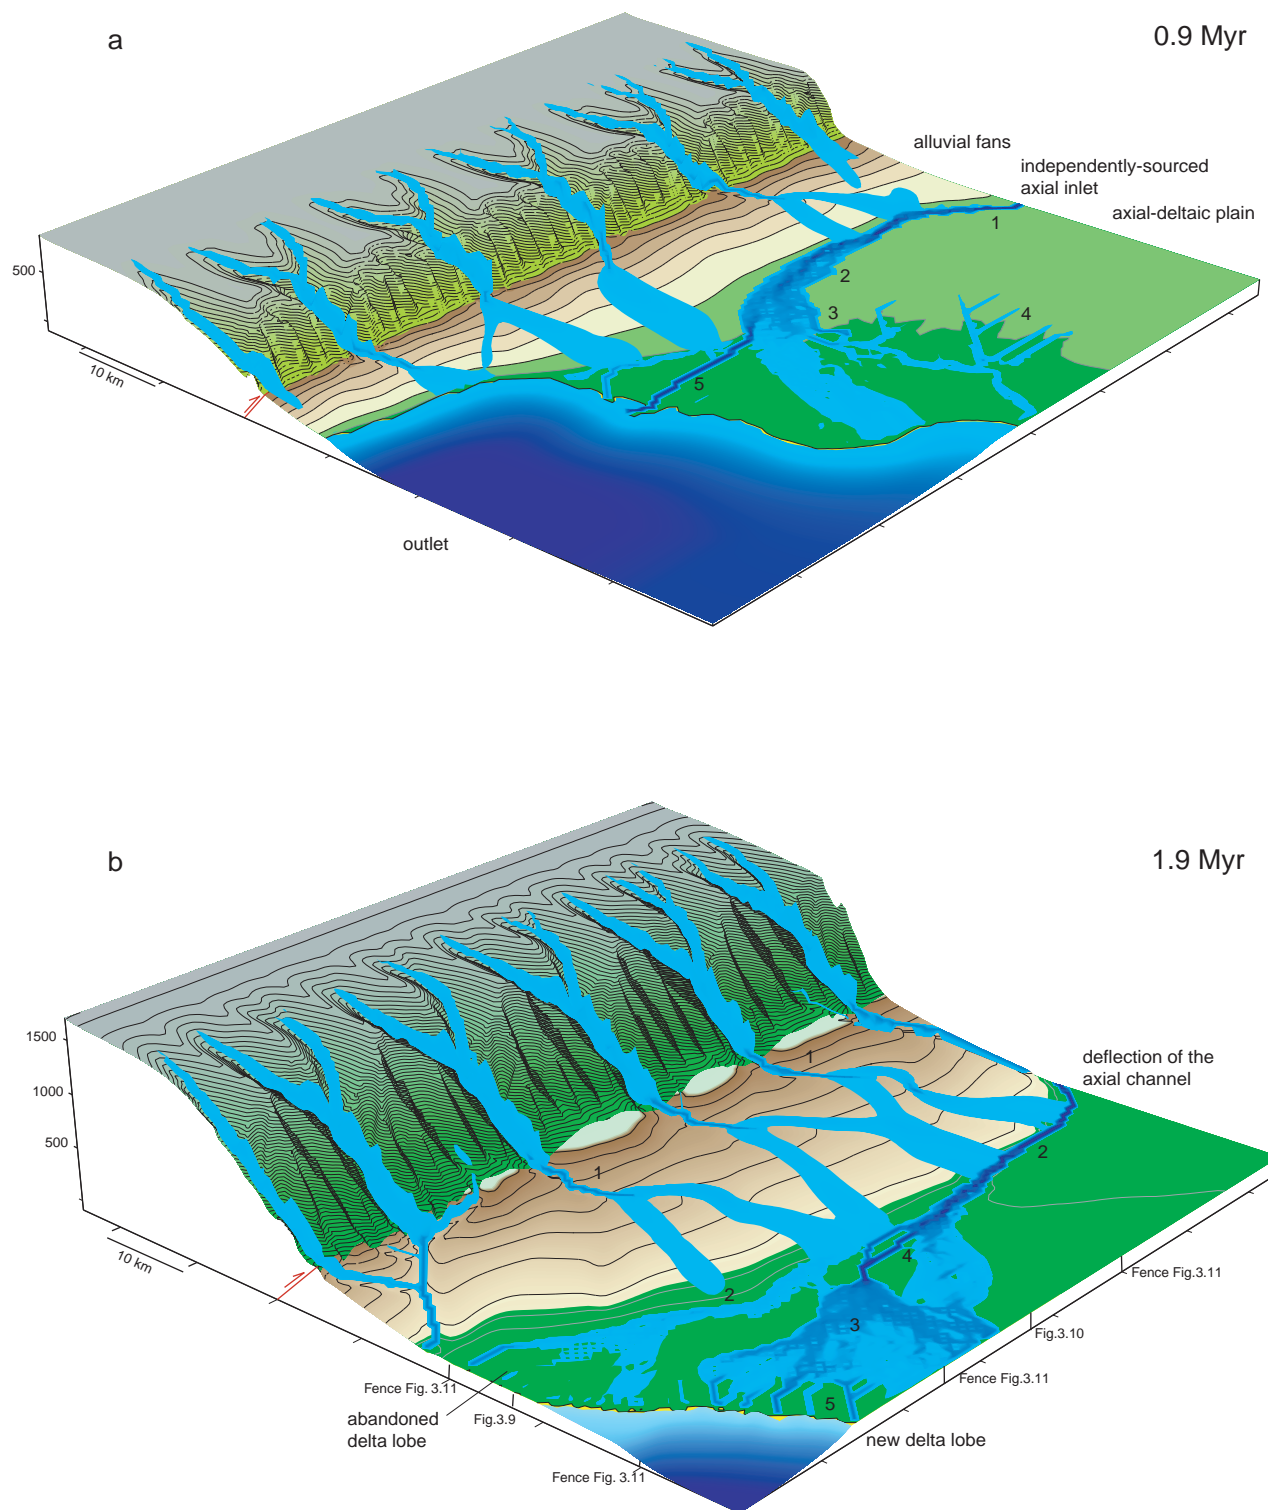 a
0.9 Myr
alluvial fans
independently-sourced
axial inlet
axial-deltaic plain
1
2
3
4
5
500
10 km
outlet
b
1.9 Myr
1500
1000
500
10 km
1
1
deflection of the
axial channel
2
2
4
3
5
Fence Fig.3.11
Fig.3.10
Fence Fig.3.11
Fence Fig. 3.11
Fig.3.9
abandoned
delta lobe
new delta lobe
Fence Fig. 3.11